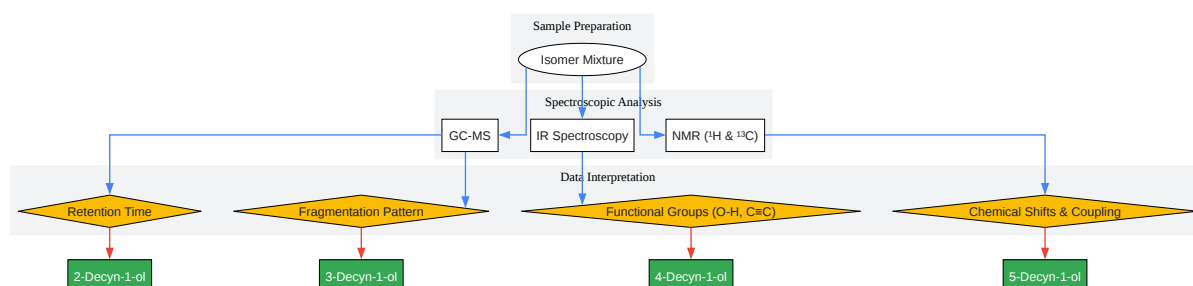 Sample Preparation
Isomer Mixture
Spectroscopic Analysis
GC-MS
IR Spectroscopy
NMR (¹H & ¹³C)
Data Interpretation
Retention Time
Fragmentation Pattern
Functional Groups (O-H, C≡C)
Chemical Shifts & Coupling
2-Decyn-1-ol
3-Decyn-1-ol
4-Decyn-1-ol
5-Decyn-1-ol